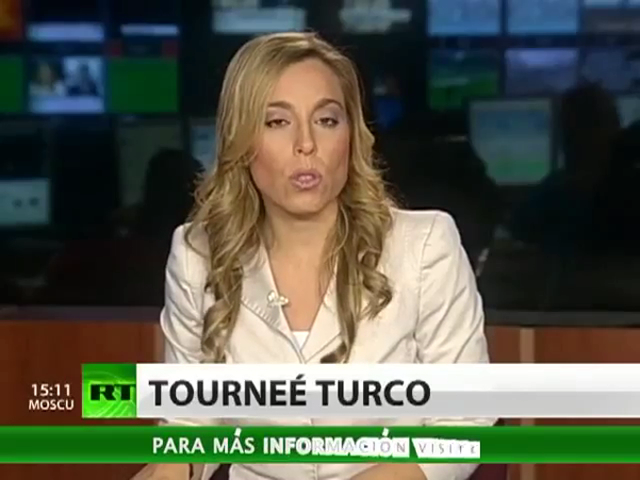 15:11
MOSCU
RT
TOURNEÉ TURCO
PARA MÁS INFORMACIÓN VISITE